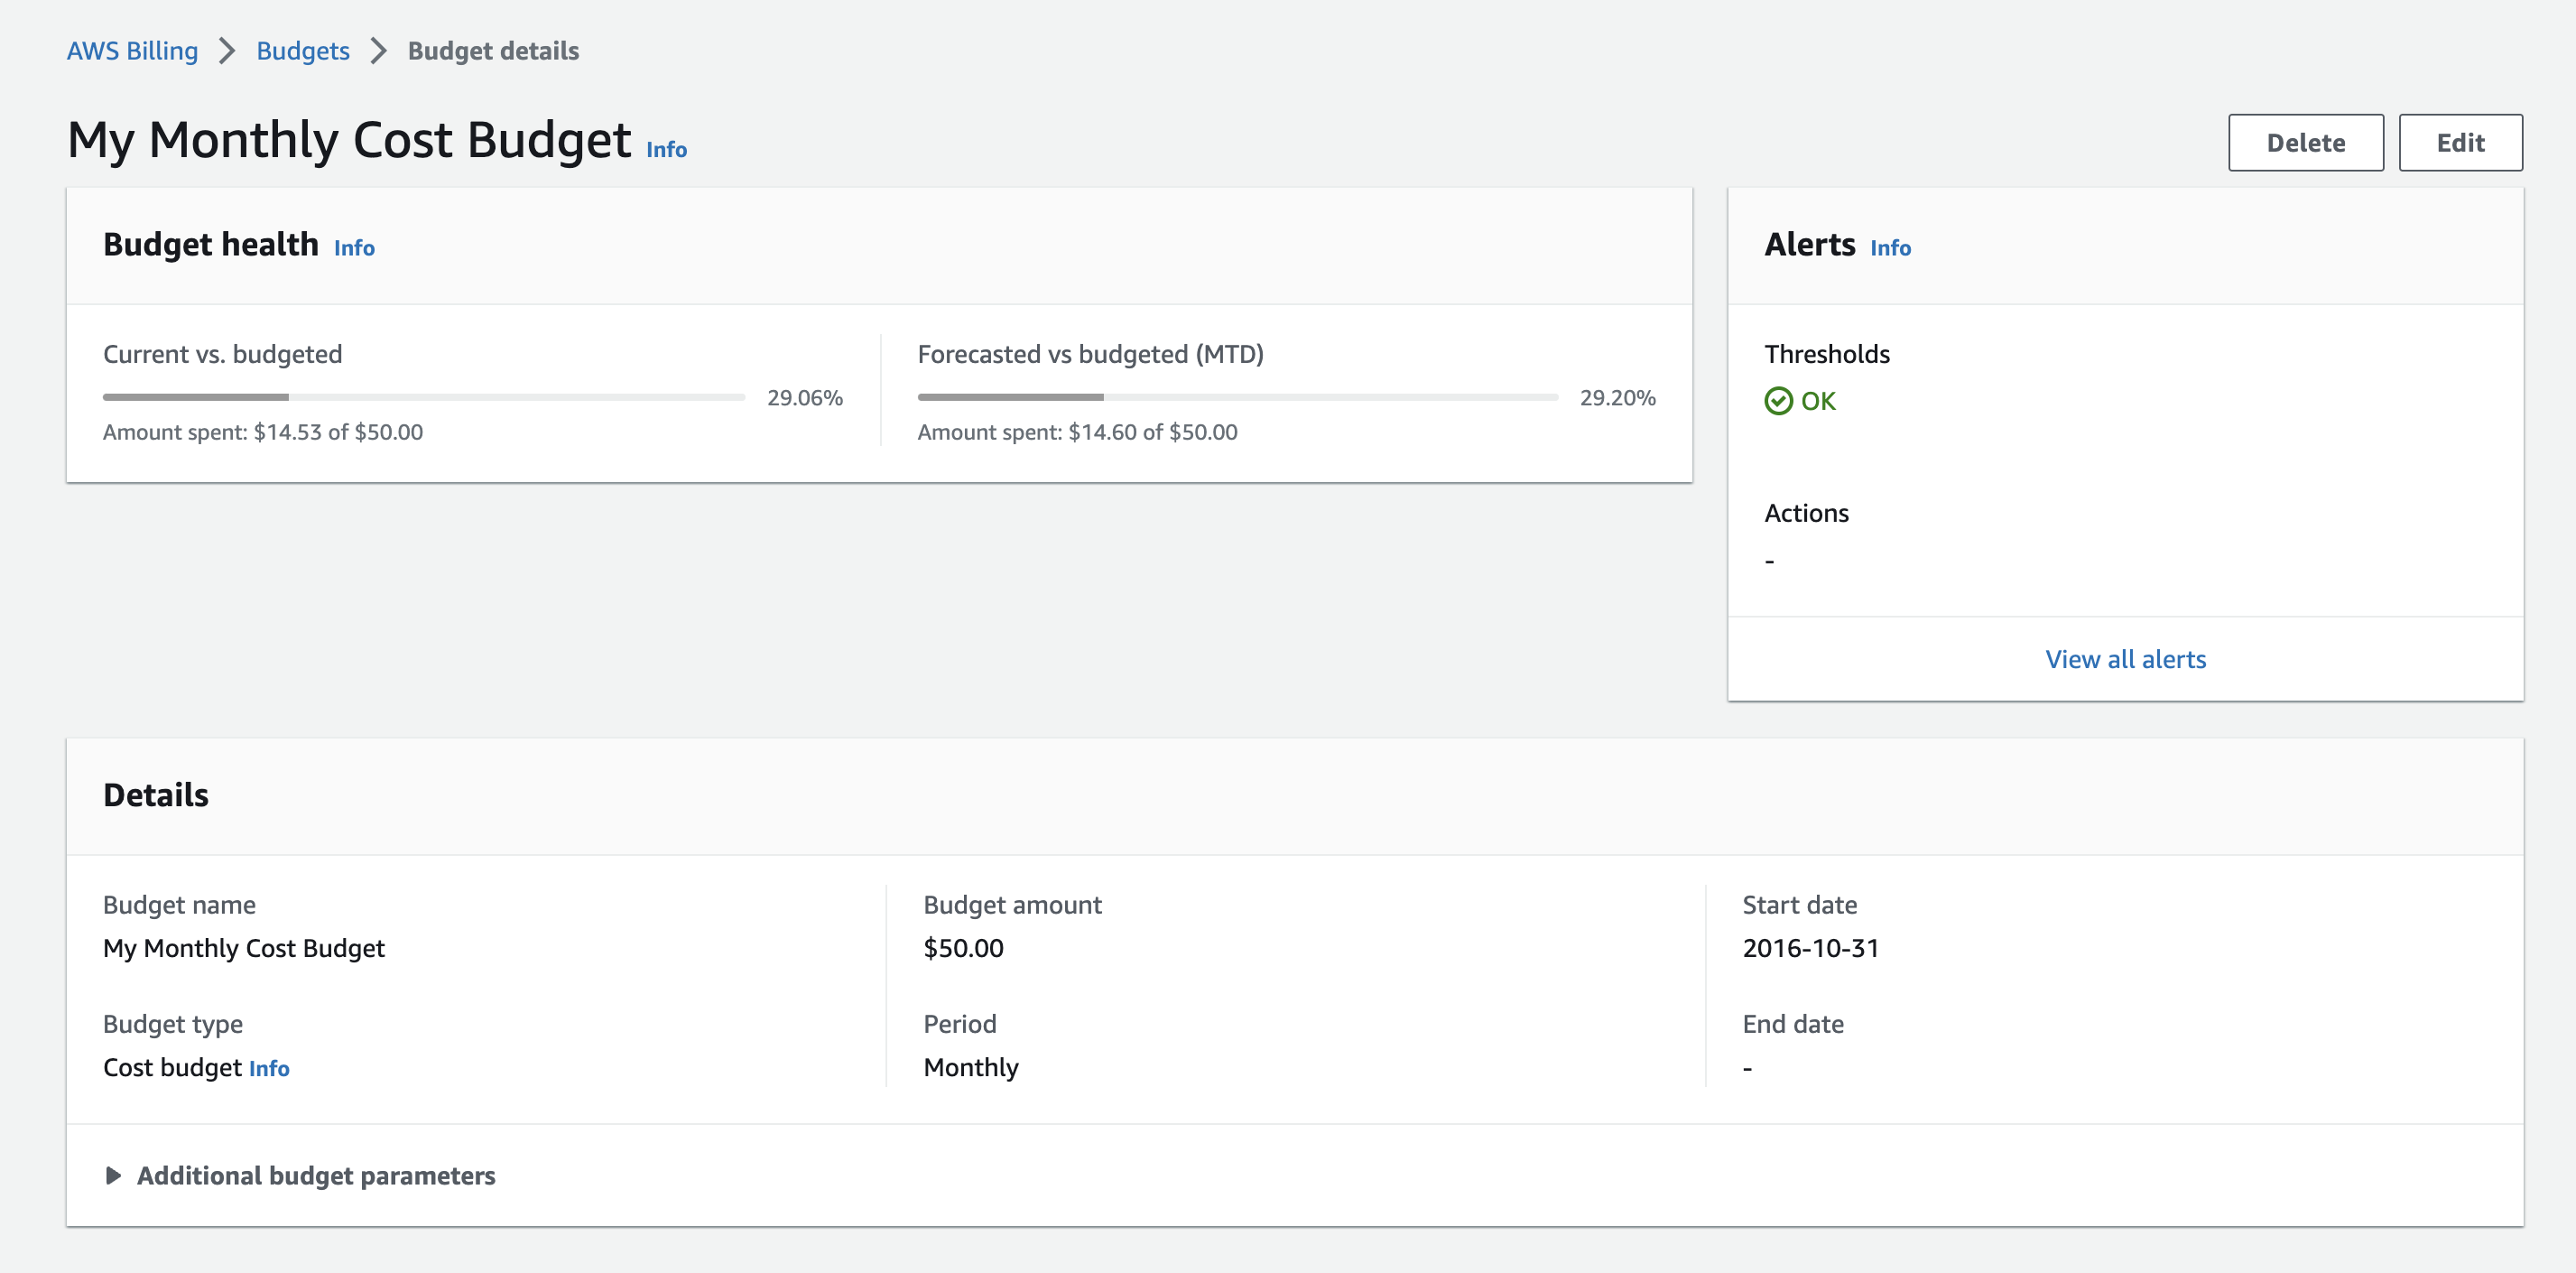 AWS Billing > Budgets > Budget details
My Monthly Cost Budget Info
Delete Edit
Budget health Info
Current vs. budgeted
29.06%
Amount spent: $14.53 of $50.00
Forecasted vs budgeted (MTD)
29.20%
Amount spent: $14.60 of $50.00
Alerts Info
Thresholds
OK
Actions
-
View all alerts
Details
Budget name
My Monthly Cost Budget
Budget type
Cost budget Info
Budget amount
$50.00
Period
Monthly
Start date
2016-10-31
End date
-
Additional budget parameters